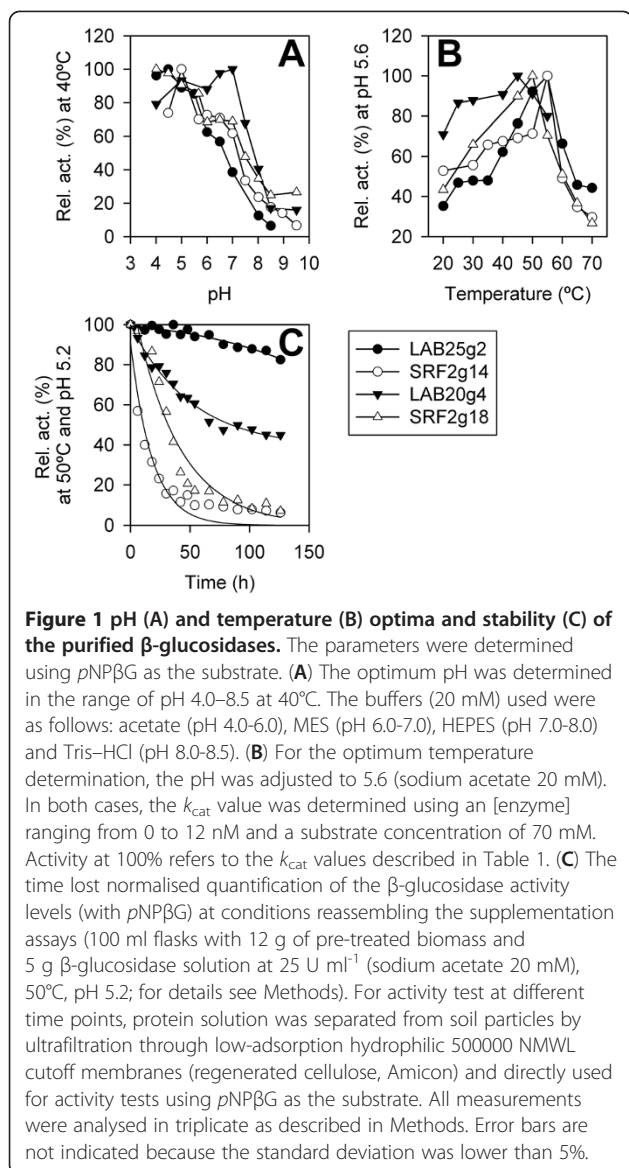 A
Rel. act. (%) at 40ºC
120
100
80
60
40
20
0
3 4 5 6 7 8 9 10
pH
B
Rel. act. (%) at pH 5.6
120
100
80
60
40
20
20 30 40 50 60 70
Temperature (ºC)
C
Rel. act. (%)
at 50ºC and pH 5.2
100
80
60
40
20
0
0 50 100 150
Time (h)
LAB25g2
SRF2g14
LAB20g4
SRF2g18
Figure 1 pH (A) and temperature (B) optima and stability (C) of
the purified β-glucosidases. The parameters were determined
using pNPβG as the substrate. (A) The optimum pH was determined
in the range of pH 4.0–8.5 at 40°C. The buffers (20 mM) used were
as follows: acetate (pH 4.0-6.0), MES (pH 6.0-7.0), HEPES (pH 7.0-8.0)
and Tris–HCl (pH 8.0-8.5). (B) For the optimum temperature
determination, the pH was adjusted to 5.6 (sodium acetate 20 mM).
In both cases, the kcat value was determined using an [enzyme]
ranging from 0 to 12 nM and a substrate concentration of 70 mM.
Activity at 100% refers to the kcat values described in Table 1. (C) The
time lost normalised quantification of the β-glucosidase activity
levels (with pNPβG) at conditions reassembling the supplementation
assays (100 ml flasks with 12 g of pre-treated biomass and
5 g β-glucosidase solution at 25 U ml-1 (sodium acetate 20 mM),
50°C, pH 5.2; for details see Methods). For activity test at different
time points, protein solution was separated from soil particles by
ultrafiltration through low-adsorption hydrophilic 500000 NMWL
cutoff membranes (regenerated cellulose, Amicon) and directly used
for activity tests using pNPβG as the substrate. All measurements
were analysed in triplicate as described in Methods. Error bars are
not indicated because the standard deviation was lower than 5%.